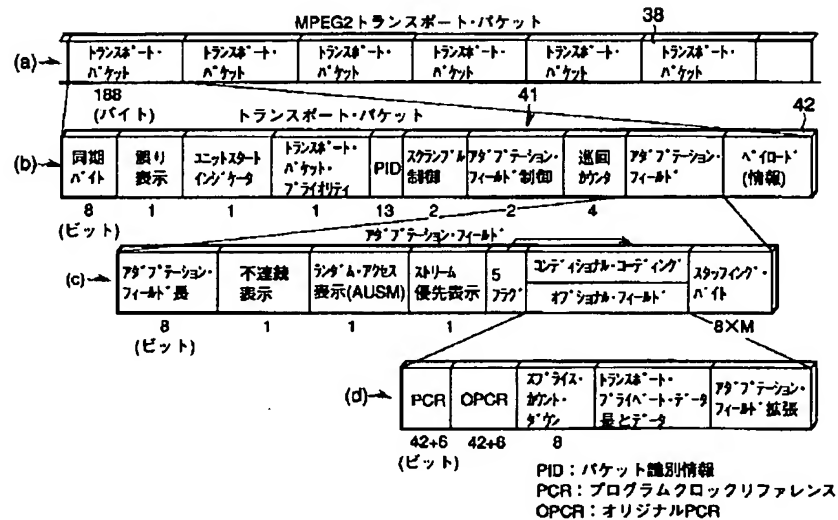 MPEG2トランスポート・パケット
38
(a)
トランスポート・パケット
トランスポート・パケット
トランスポート・パケット
トランスポート・パケット
トランスポート・パケット
トランスポート・パケット
188
(バイト)
トランスポート・パケット
41
42
(b)
同期バイト
誤り表示
ユニットスタートインジケータ
トランスポート・パケット・プライオリティ
PID
スクランブル制御
アダプテーション・フィールド制御
巡回カウンタ
アダプテーション・フィールド
ペイロード(情報)
8
1
1
1
13
2
2
4
(ビット)
アダプテーション・フィールド
(c)
アダプテーション・フィールド長
不連続表示
ランダム・アクセス表示(AUSM)
ストリーム優先表示
5フラグ
コンディショナル・コーディング
オプショナル・フィールド
スタッフィング・バイト
8
1
1
1
8×M
(ビット)
(d)
PCR
OPCR
スプライス・カウント・ダウン
トランスポート・プライベート・データ長とデータ
アダプテーション・フィールド拡張
42+6
42+6
8
(ビット)
PID：パケット識別情報
PCR：プログラムクロックリファレンス
OPCR：オリジナルPCR